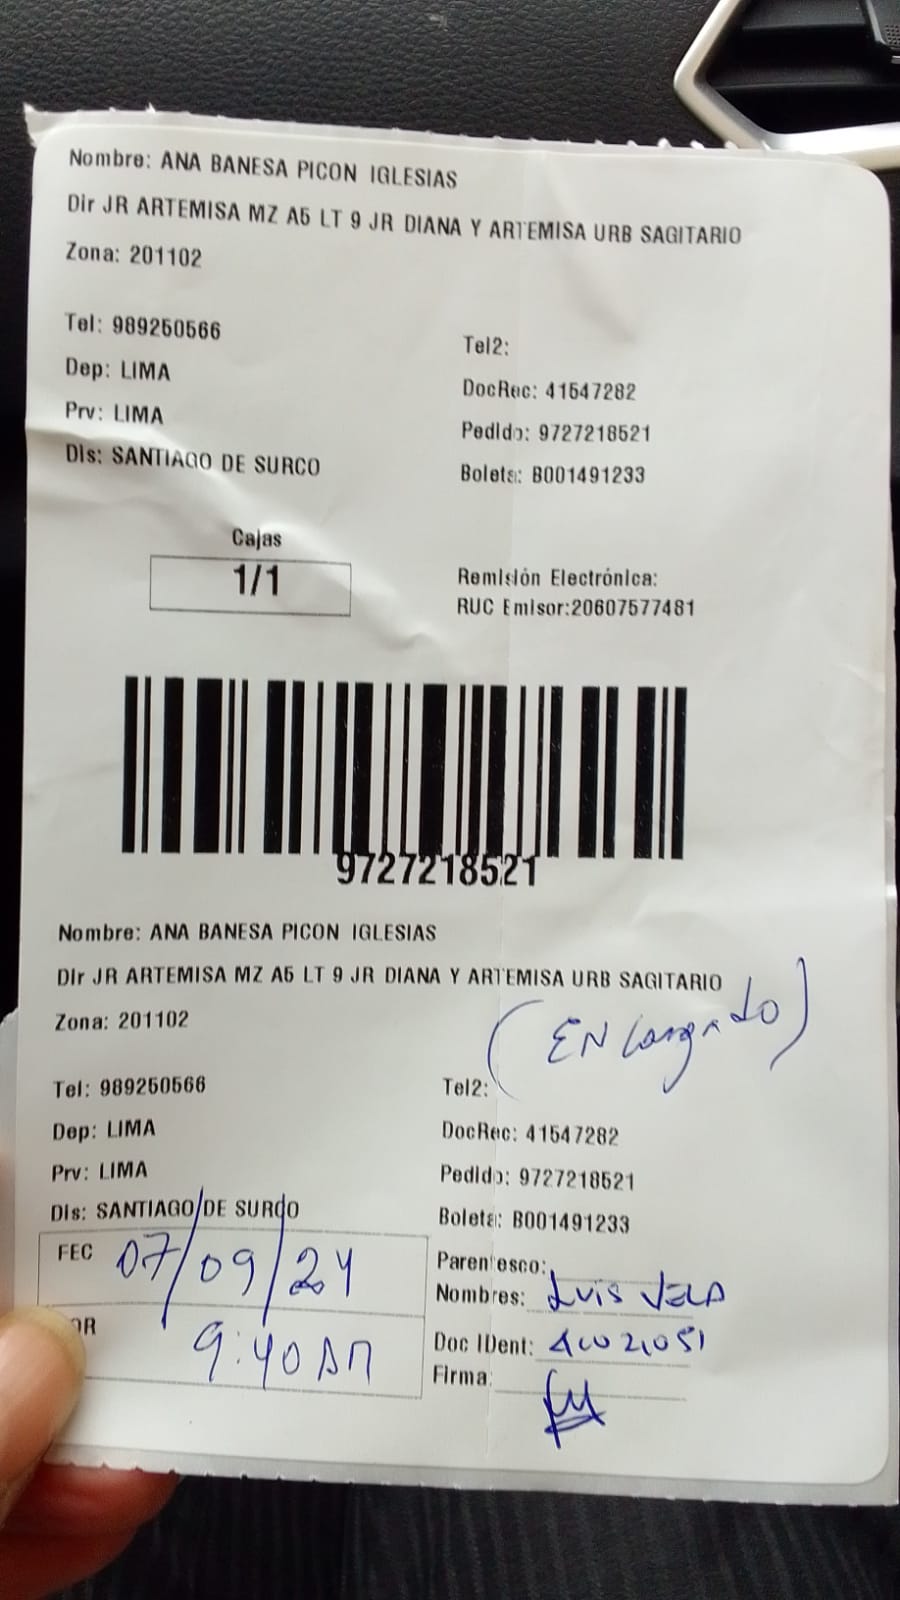 Nombre: ANA BANESA PICON IGLESIAS
Dir JR ARTEMISA MZ A5 LT 9 JR DIANA Y ARTEMISA URB SAGITARIO
Zona: 201102
Tel: 989250566
Tel2:
Dep: LIMA
DocRec: 41547282
Prv: LIMA
Pedido: 9727218521
Dis: SANTIAGO DE SURCO
Boleta: B001491233
Cajas
1/1
Remisión Electrónica:
RUC Emisor:20607577481
9727218521
Nombre: ANA BANESA PICON IGLESIAS
Dir JR ARTEMISA MZ A5 LT 9 JR DIANA Y ARTEMISA URB SAGITARIO
Zona: 201102
(ENcargado)
Tel: 989250566
Tel2:
Dep: LIMA
DocRec: 41547282
Prv: LIMA
Pedido: 9727218521
Dis: SANTIAGO DE SURCO
Boleta: B001491233
FEC 07/09/24
Parentesco:
Nombres: LUIS VELA
OR 9:40 AM
Doc IDent:
Firma: